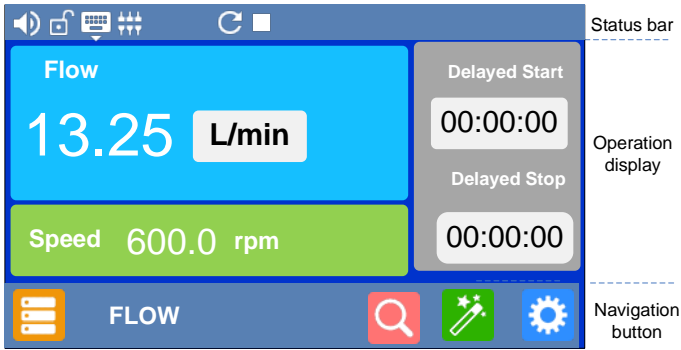 Status bar
Flow
13.25 L/min
Delayed Start
00:00:00
Operation
display
Delayed Stop
Speed 600.0 rpm
00:00:00
FLOW
Navigation
button